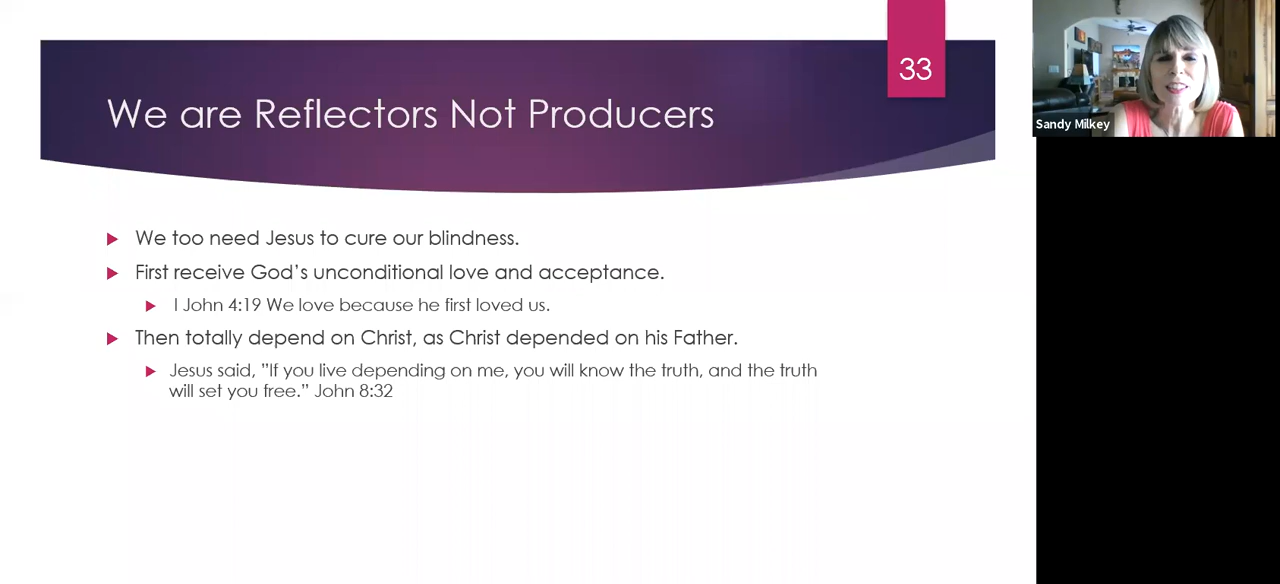 33
We are Reflectors Not Producers
We too need Jesus to cure our blindness.
First receive God's unconditional love and acceptance.
I John 4:19 We love because he first loved us.
Then totally depend on Christ, as Christ depended on his Father.
Jesus said, "If you live depending on me, you will know the truth, and the truth
will set you free." John 8:32
Sandy Milkey